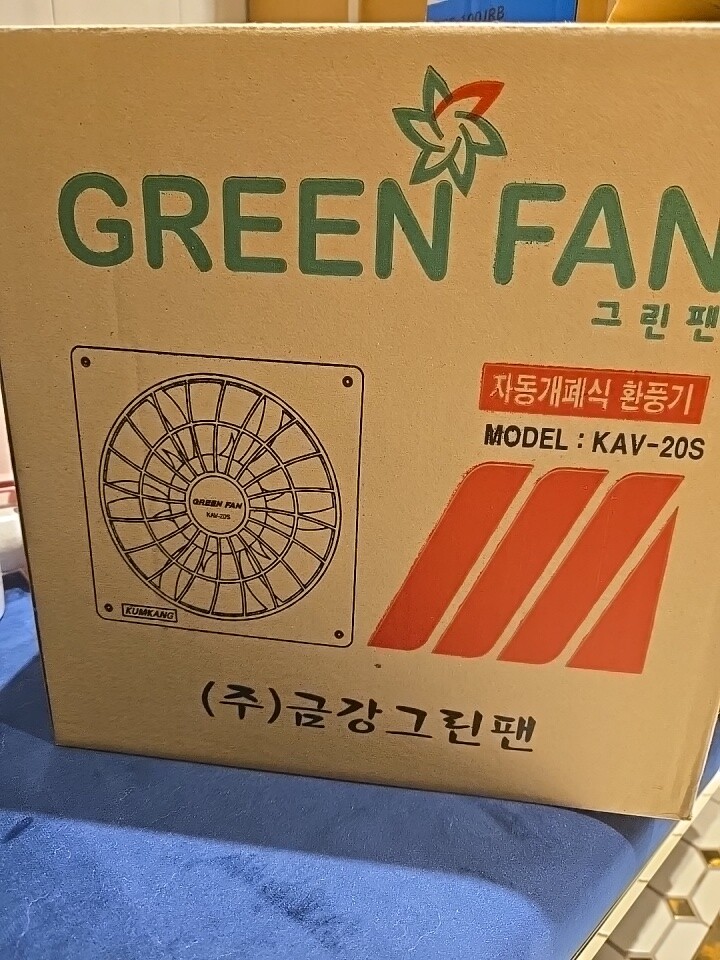 GREEN FAN
그린팬
자동개폐식 환풍기
MODEL : KAV-20S
GREEN FAN
KAV-20S
KUMKANG
(주)금강그린팬